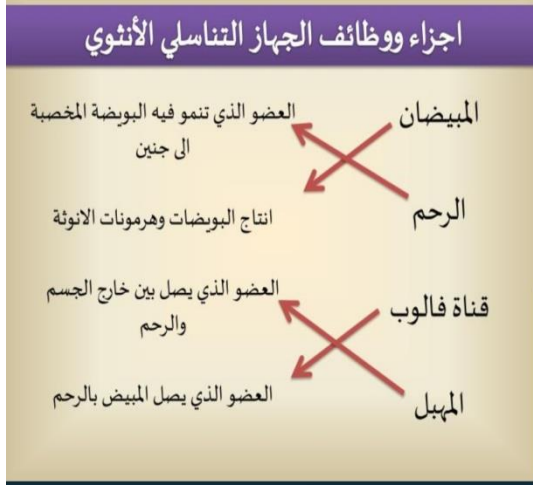 اجزاء ووظائف الجهاز التناسلي الأنثوي
المبيضان
العضو الذي تنمو فيه البويضة المخصبة
الى جنين
الرحم
انتاج البويضات وهرمونات الانوثة
قناة فالوب
العضو الذي يصل بين خارج الجسم
والرحم
المهبل
العضو الذي يصل المبيض بالرحم